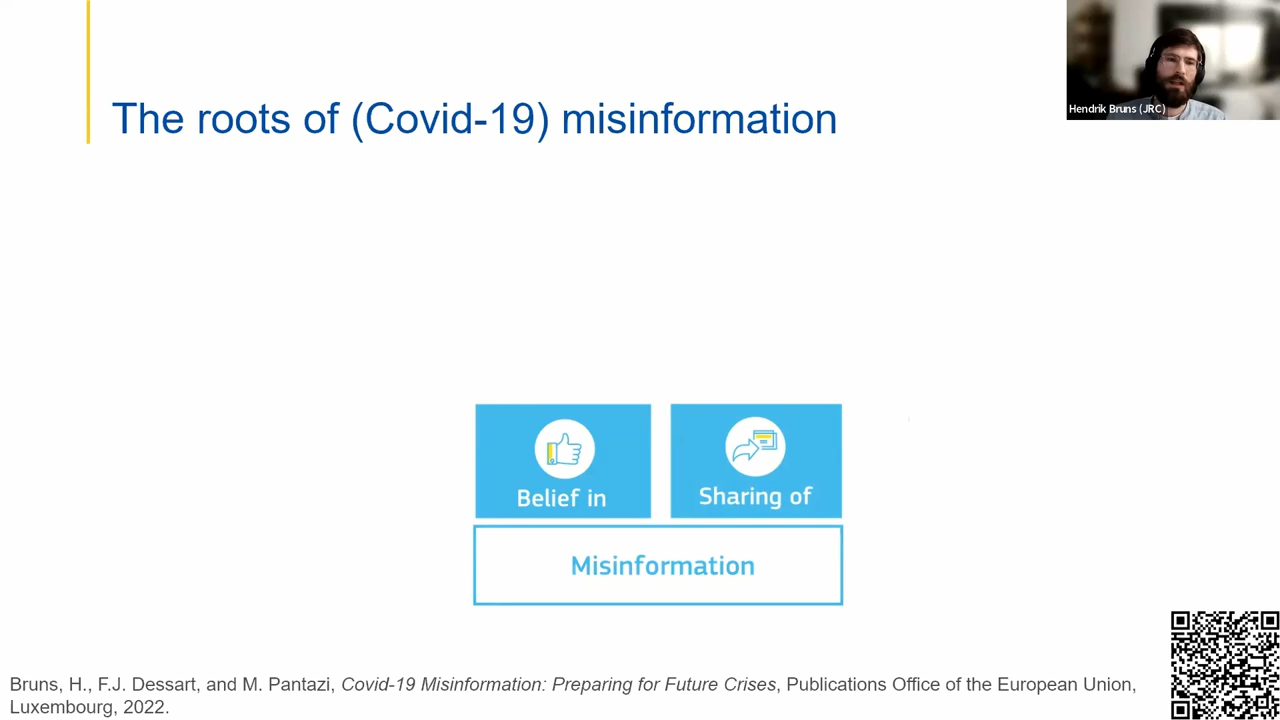 The roots of (Covid-19) misinformation
Hendrik Bruns (JRC)
Belief in
Sharing of
Misinformation
Bruns, H., F.J. Dessart, and M. Pantazi, Covid-19 Misinformation: Preparing for Future Crises, Publications Office of the European Union,
Luxembourg, 2022.